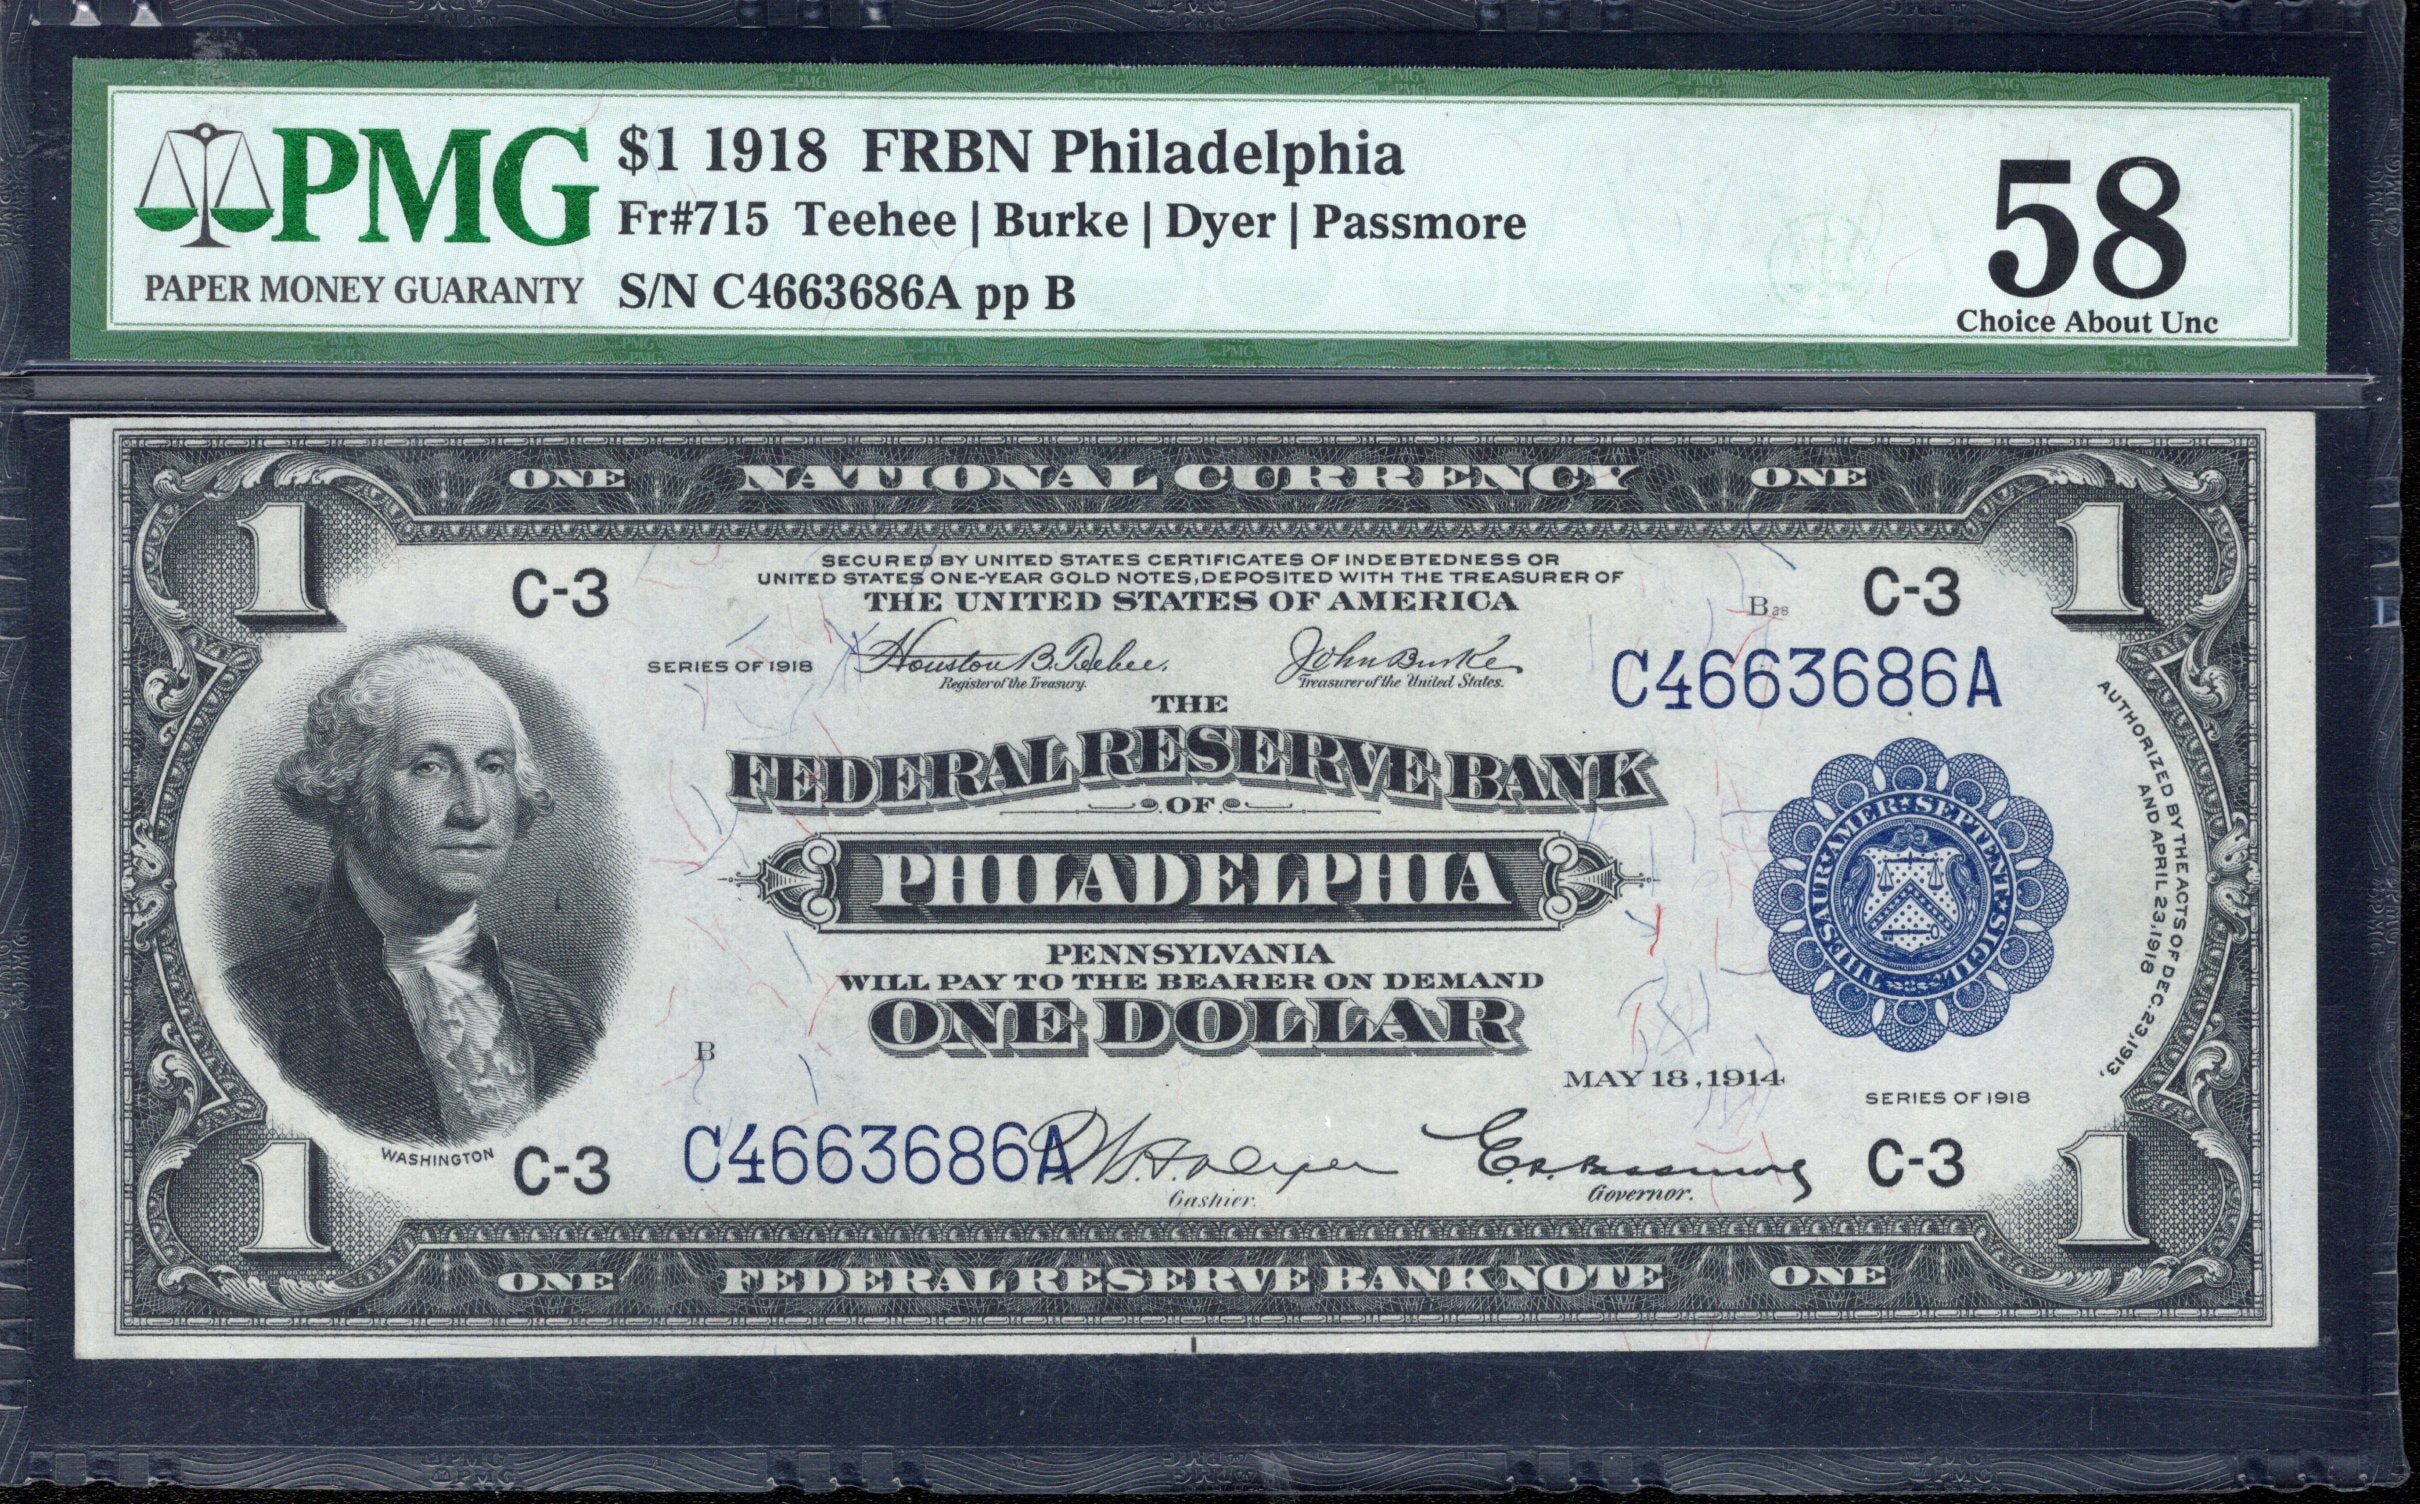 PMG
PAPER MONEY GUARANTY
$1 1918 FRBN Philadelphia
Fr#715 Teehee | Burke | Dyer | Passmore
S/N C4663686A pp B
58
Choice About Unc
ONE NATIONAL CURRENCY ONE
1 1
SECURED BY UNITED STATES CERTIFICATES OF INDEBTEDNESS OR
UNITED STATES ONE-YEAR GOLD NOTES, DEPOSITED WITH THE TREASURER OF
THE UNITED STATES OF AMERICA
C-3 C-3
B28
SERIES OF 1918 Houston B. Teehee. John Burke
Register of the Treasury. Treasurer of the United States.
C4663686A
THE
FEDERAL RESERVE BANK
OF
PHILADELPHIA
PENNSYLVANIA
WILL PAY TO THE BEARER ON DEMAND
ONE DOLLAR
THESAUR. AMER. SEPTENT. SIGIL.
AUTHORIZED BY THE ACTS OF DEC. 23, 1913,
AND APRIL 23, 1918
B
MAY 18, 1914
SERIES OF 1918
WASHINGTON
C-3 C4663686A C-3
Cashier. Governor.
1 1
ONE FEDERAL RESERVE BANK NOTE ONE